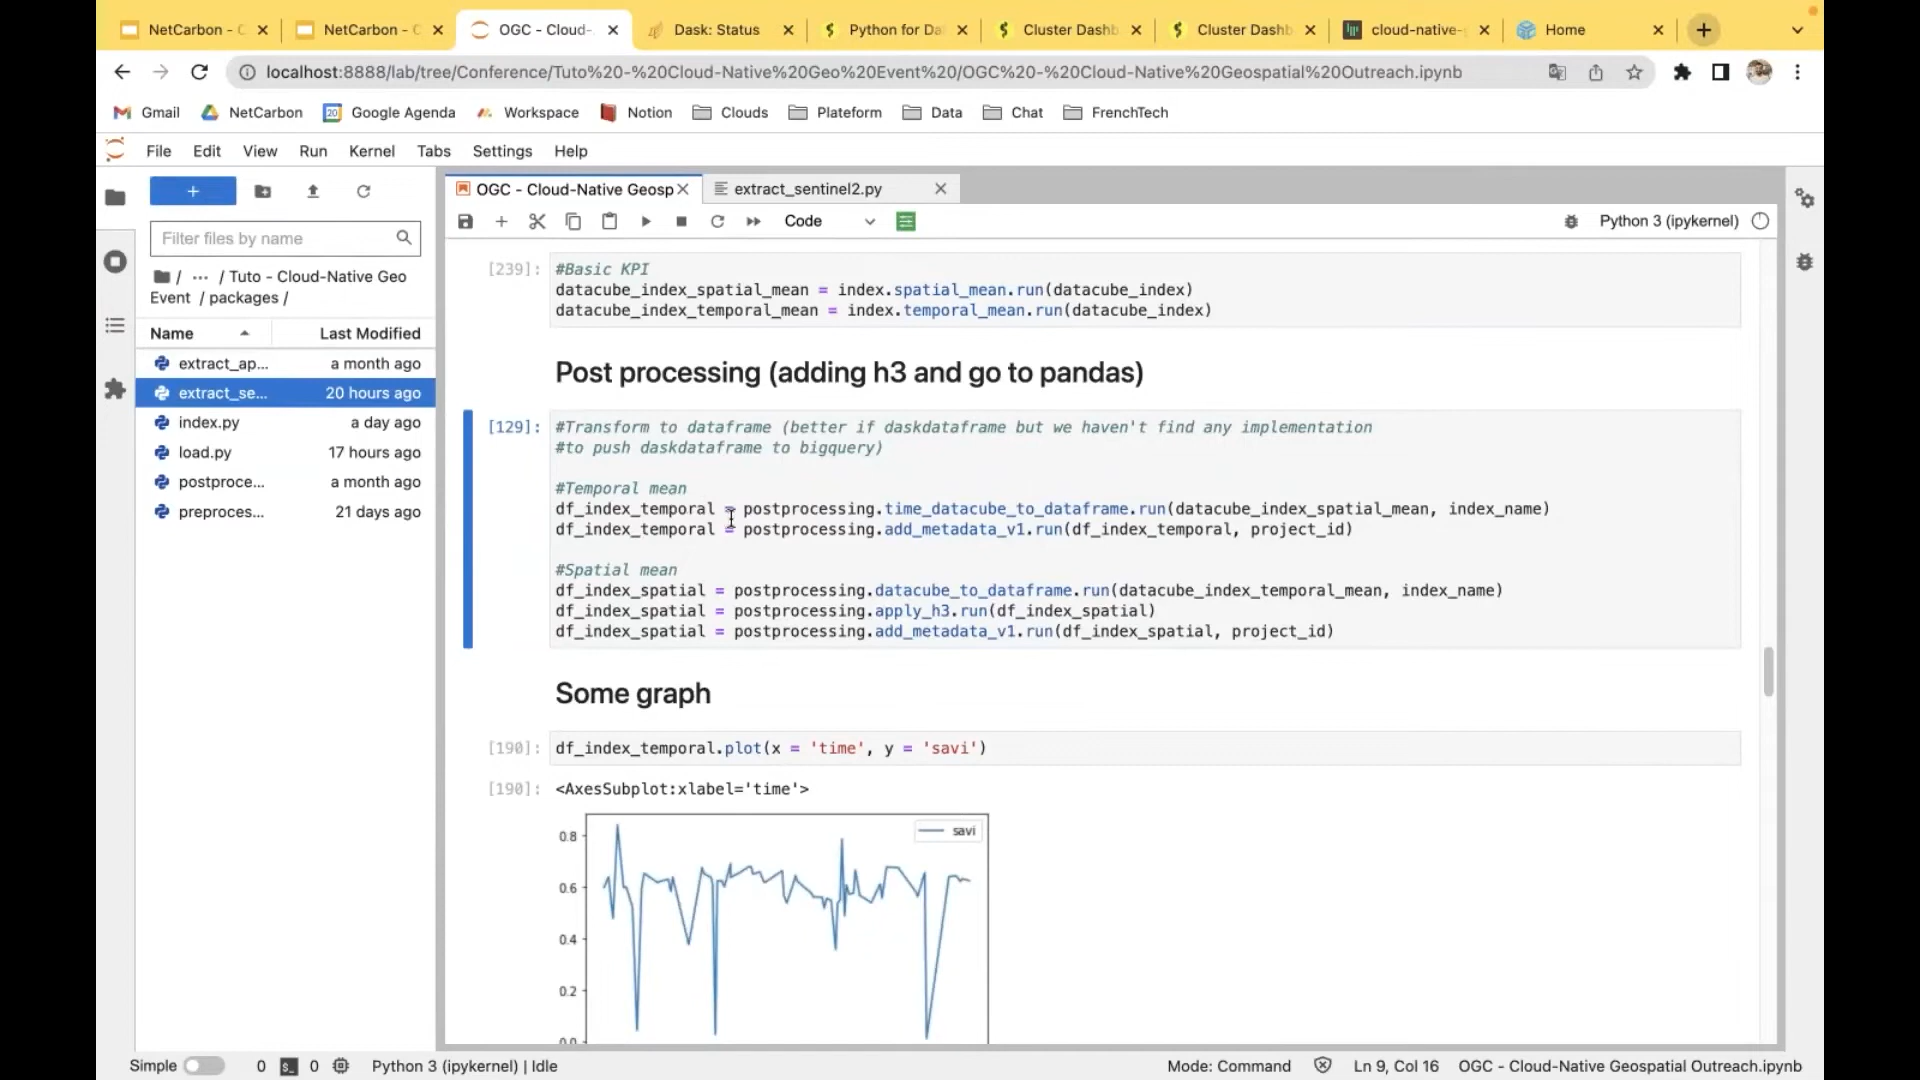 NetCarbon - C
NetCarbon - C
OGC - Cloud-
Dask: Status
Python for Da
Cluster Dashb
Cluster Dashb
cloud-native-
Home
localhost:8888/lab/tree/Conference/Tuto%20-%20Cloud-Native%20Geo%20Event%20/OGC%20-%20Cloud-Native%20Geospatial%20Outreach.ipynb
Gmail
NetCarbon
Google Agenda
Workspace
Notion
Clouds
Plateform
Data
Chat
FrenchTech
File Edit View Run Kernel Tabs Settings Help
Filter files by name
/ ··· / Tuto - Cloud-Native Geo
Event / packages /
Name Last Modified
extract_ap... a month ago
extract_se... 20 hours ago
index.py a day ago
load.py 17 hours ago
postproce... a month ago
preproces... 21 days ago
OGC - Cloud-Native Geosp
extract_sentinel2.py
Code
Python 3 (ipykernel)
[239]: #Basic KPI
datacube_index_spatial_mean = index.spatial_mean.run(datacube_index)
datacube_index_temporal_mean = index.temporal_mean.run(datacube_index)
Post processing (adding h3 and go to pandas)
[129]: #Transform to dataframe (better if daskdataframe but we haven't find any implementation
#to push daskdataframe to bigquery)
#Temporal mean
df_index_temporal = postprocessing.time_datacube_to_dataframe.run(datacube_index_spatial_mean, index_name)
df_index_temporal = postprocessing.add_metadata_v1.run(df_index_temporal, project_id)
#Spatial mean
df_index_spatial = postprocessing.datacube_to_dataframe.run(datacube_index_temporal_mean, index_name)
df_index_spatial = postprocessing.apply_h3.run(df_index_spatial)
df_index_spatial = postprocessing.add_metadata_v1.run(df_index_spatial, project_id)
Some graph
[190]: df_index_temporal.plot(x = 'time', y = 'savi')
[190]: <AxesSubplot:xlabel='time'>
savi
0.8
0.6
0.4
0.2
0.0
Simple 0 0 Python 3 (ipykernel) | Idle
Mode: Command Ln 9, Col 16 OGC - Cloud-Native Geospatial Outreach.ipynb